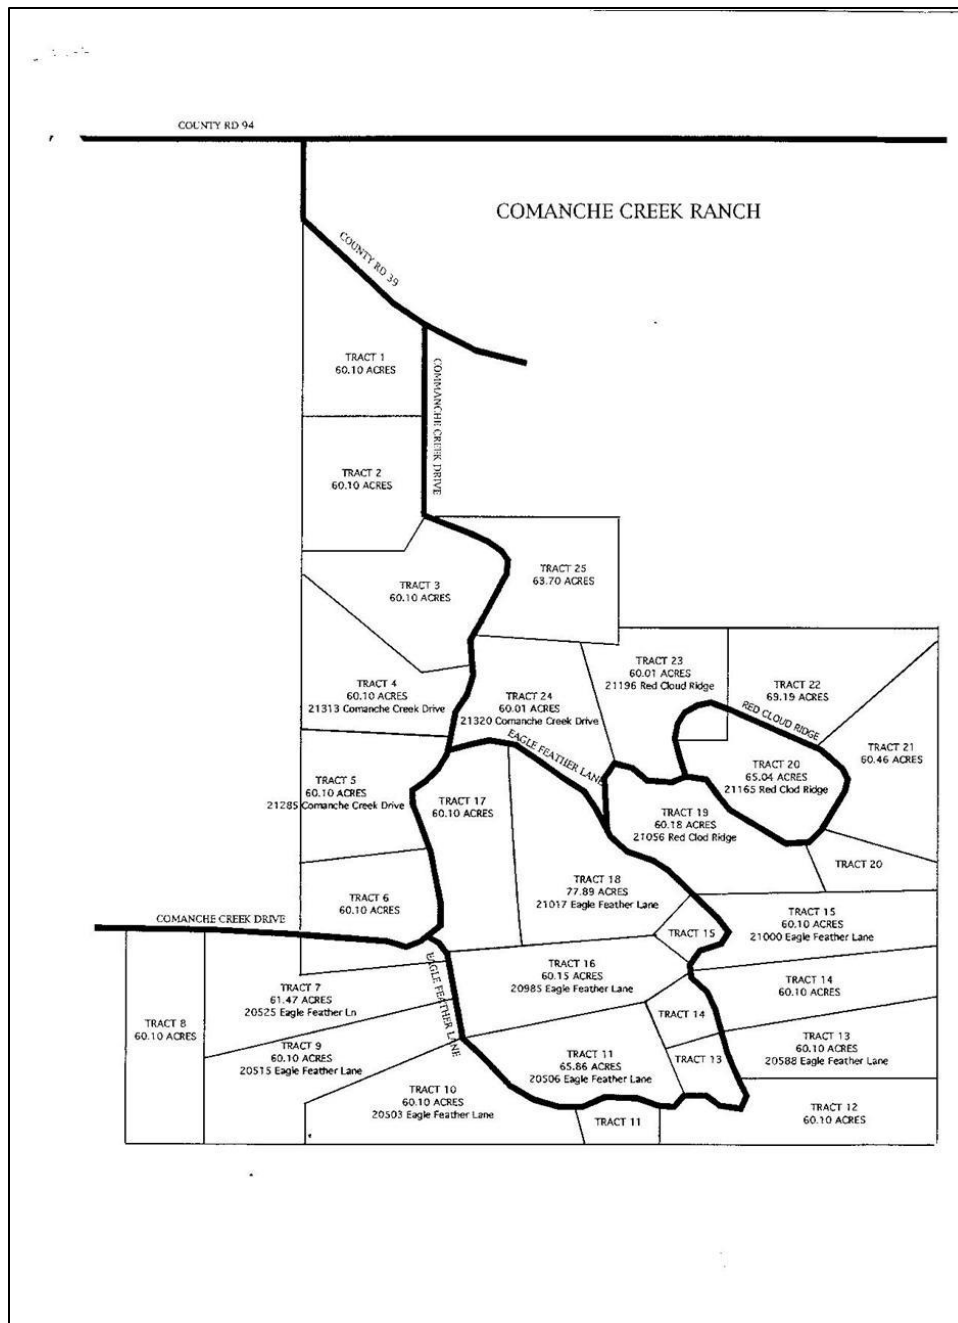 COUNTY RD 94
COMANCHE CREEK RANCH
COUNTY RD 39
TRACT 1
60.10 ACRES
COMMANCHE CREEK DRIVE
TRACT 2
60.10 ACRES
TRACT 25
63.70 ACRES
TRACT 3
60.10 ACRES
TRACT 23
60.01 ACRES
21196 Red Cloud Ridge
TRACT 4
60.10 ACRES
21313 Comanche Creek Drive
TRACT 24
60.01 ACRES
21320 Comanche Creek Drive
TRACT 22
69.19 ACRES
RED CLOUD RIDGE
EAGLE FEATHER LANE
TRACT 21
60.46 ACRES
TRACT 20
65.04 ACRES
21165 Red Clod Ridge
TRACT 5
60.10 ACRES
21285 Comanche Creek Drive
TRACT 17
60.10 ACRES
TRACT 19
60.18 ACRES
21056 Red Clod Ridge
TRACT 20
TRACT 18
77.89 ACRES
21017 Eagle Feather Lane
TRACT 6
60.10 ACRES
COMANCHE CREEK DRIVE
TRACT 15
TRACT 15
60.10 ACRES
21000 Eagle Feather Lane
EAGLE FEATHER LANE
TRACT 16
60.15 ACRES
20985 Eagle Feather Lane
TRACT 7
61.47 ACRES
20525 Eagle Feather Ln
TRACT 14
60.10 ACRES
TRACT 14
TRACT 8
60.10 ACRES
TRACT 9
60.10 ACRES
20515 Eagle Feather Lane
TRACT 13
60.10 ACRES
20588 Eagle Feather Lane
TRACT 11
65.86 ACRES
20506 Eagle Feather Lane
TRACT 13
TRACT 10
60.10 ACRES
20503 Eagle Feather Lane
TRACT 11
TRACT 12
60.10 ACRES